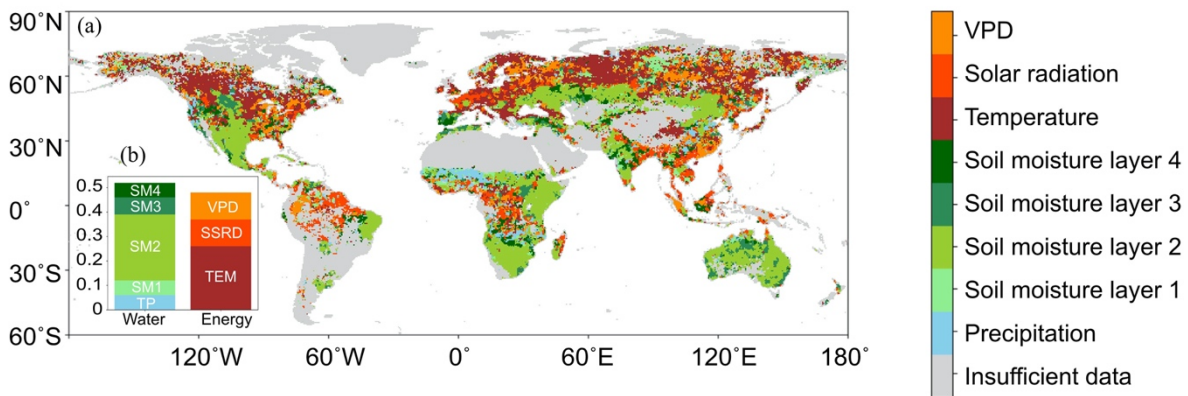 90°N
(a)
60°N
30°N
0°
30°S
60°S
120°W
60°W
0°
60°E
120°E
180°
(b)
0.5
0.4
0.3
0.2
0.1
0
SM4
SM3
SM2
SM1
TP
VPD
SSRD
TEM
Water
Energy
VPD
Solar radiation
Temperature
Soil moisture layer 4
Soil moisture layer 3
Soil moisture layer 2
Soil moisture layer 1
Precipitation
Insufficient data